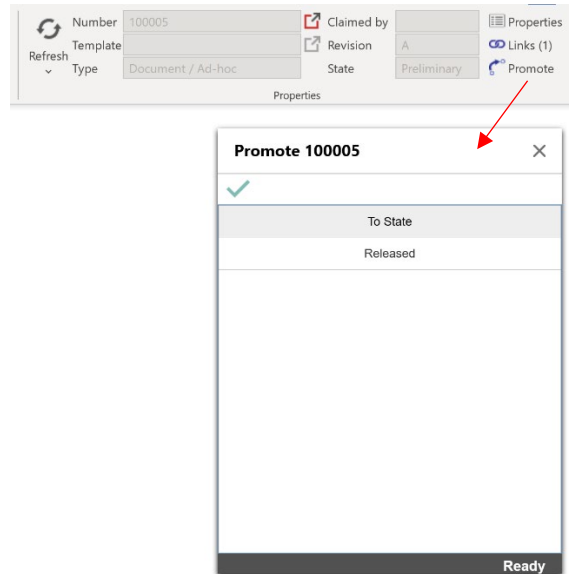 Number 100005 Claimed by Properties
Refresh Template Revision A Links (1)
Type Document / Ad-hoc State Preliminary Promote
Properties
Promote 100005
To State
Released
Ready